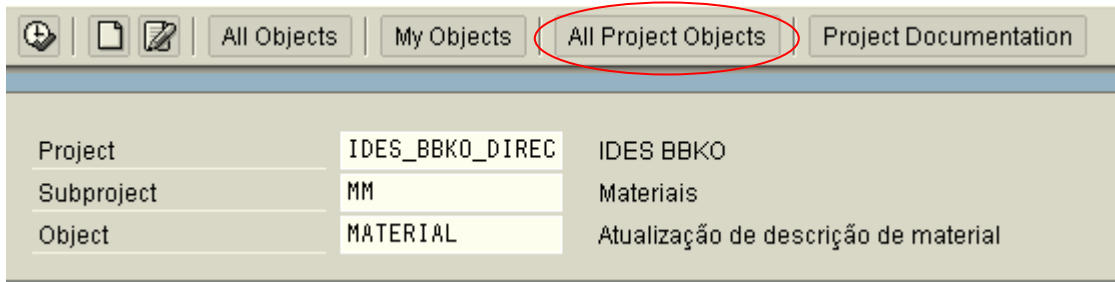 All Objects My Objects All Project Objects Project Documentation
Project IDES_BBKO_DIREC IDES BBKO
Subproject MM Materiais
Object MATERIAL Atualização de descrição de material